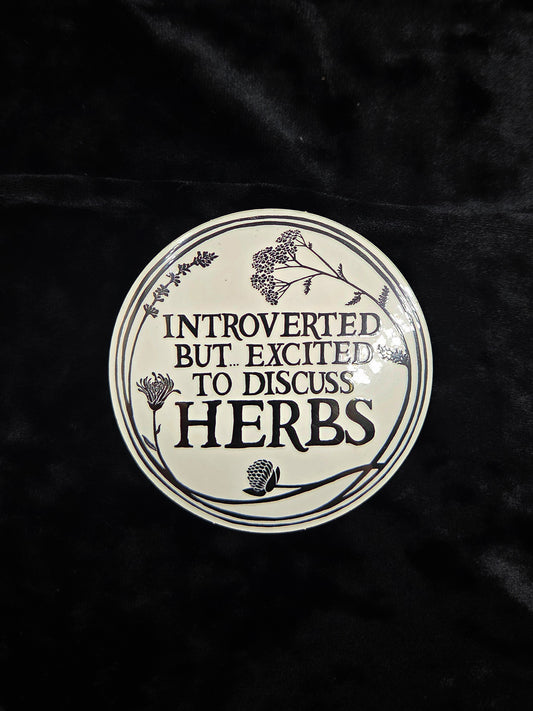 INTROVERTED
BUT... EXCITED
TO DISCUSS
HERBS